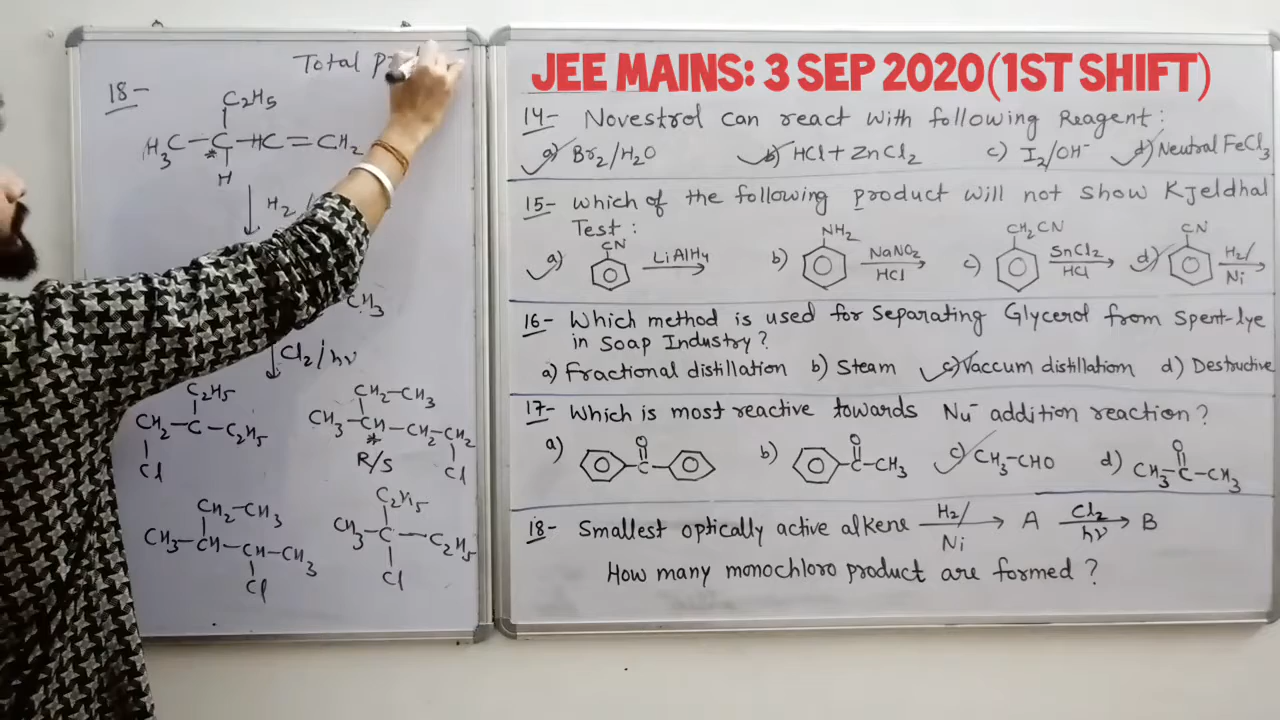 Total
18-
C2H5
H3C-C-HC=CH2
*
H
H2/
CH3
Cl2/hν
C2H5
CH2-C-C2H5
Cl
CH2-CH3
CH3-CH-CH2-CH2
*
R/S
Cl
CH2-CH3
CH3-CH-CH-CH3
Cl
C2H5
CH3-C-C2H5
Cl
JEE MAINS: 3 SEP 2020(1ST SHIFT)
14- Novestrol can react with following Reagent:
a) Br2/H2O b) HCl+ZnCl2 c) I2/OH- d) Neutral FeCl3
15- which of the following product will not show Kjeldhal
Test:
a) CN LiAlH4 b) NH2 NaNO2 HCl c) CH2CN SnCl2 HCl d) CN H2/Ni
16- Which method is used for separating Glycerol from Spent-lye
in Soap Industry?
a) Fractional distillation b) Steam c) Vaccum distillation d) Destructive
17- Which is most reactive towards Nu- addition reaction?
a) O C b) O C-CH3 c) CH3-CHO d) O CH3-C-CH3
18- Smallest optically active alkene H2/Ni → A Cl2 hν → B
How many monochloro product are formed?